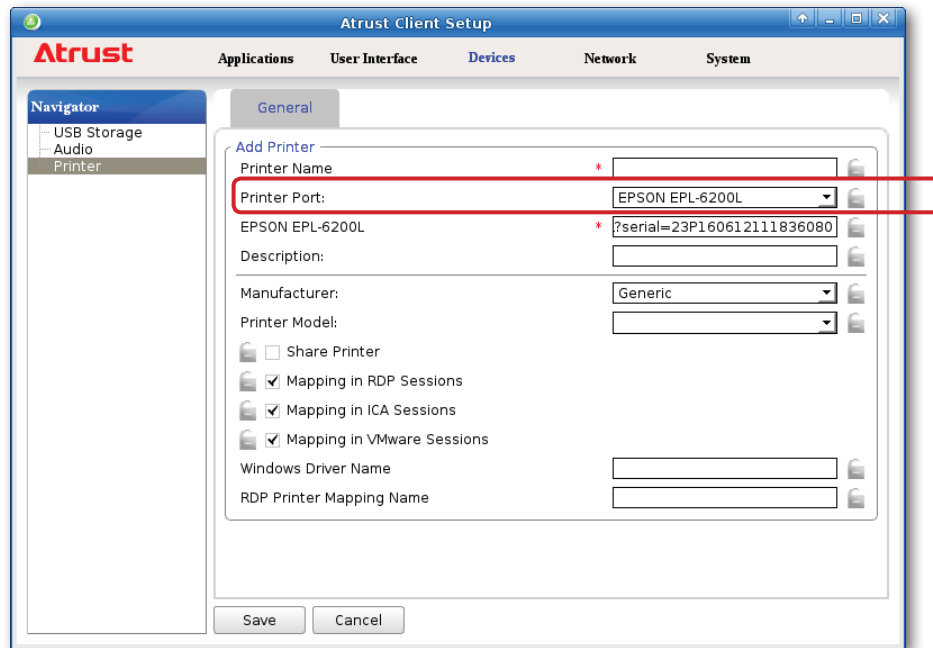 Atrust Client Setup
Atrust
Applications User Interface Devices Network System
Navigator
USB Storage
Audio
Printer
General
Add Printer
Printer Name *
Printer Port: EPSON EPL-6200L
EPSON EPL-6200L * ?serial=23P160612111836080
Description:
Manufacturer: Generic
Printer Model:
Share Printer
Mapping in RDP Sessions
Mapping in ICA Sessions
Mapping in VMware Sessions
Windows Driver Name
RDP Printer Mapping Name
Save Cancel